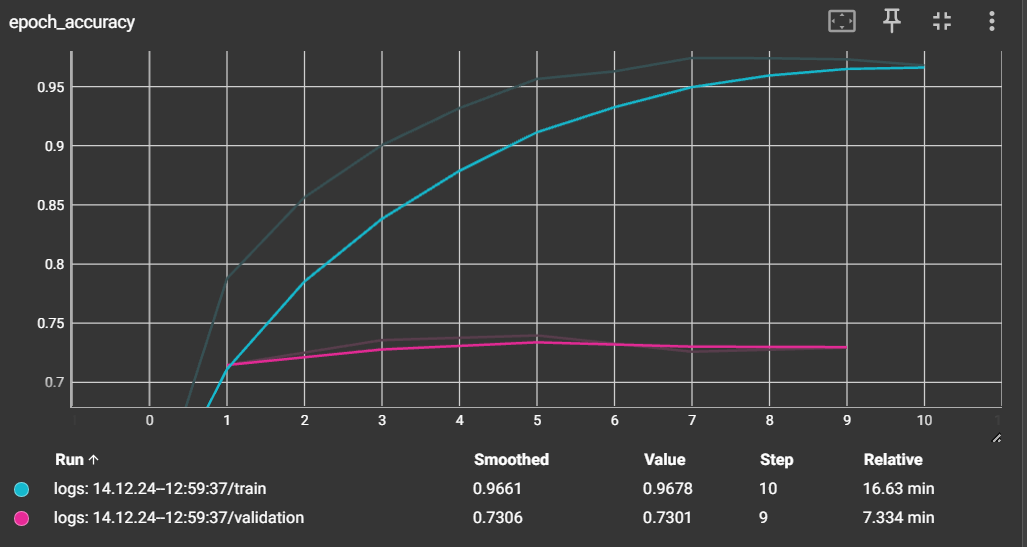 epoch_accuracy
0.95
0.9
0.85
0.8
0.75
0.7
0 1 2 3 4 5 6 7 8 9 10
Run ↑ Smoothed Value Step Relative
logs: 14.12.24--12:59:37/train 0.9661 0.9678 10 16.63 min
logs: 14.12.24--12:59:37/validation 0.7306 0.7301 9 7.334 min